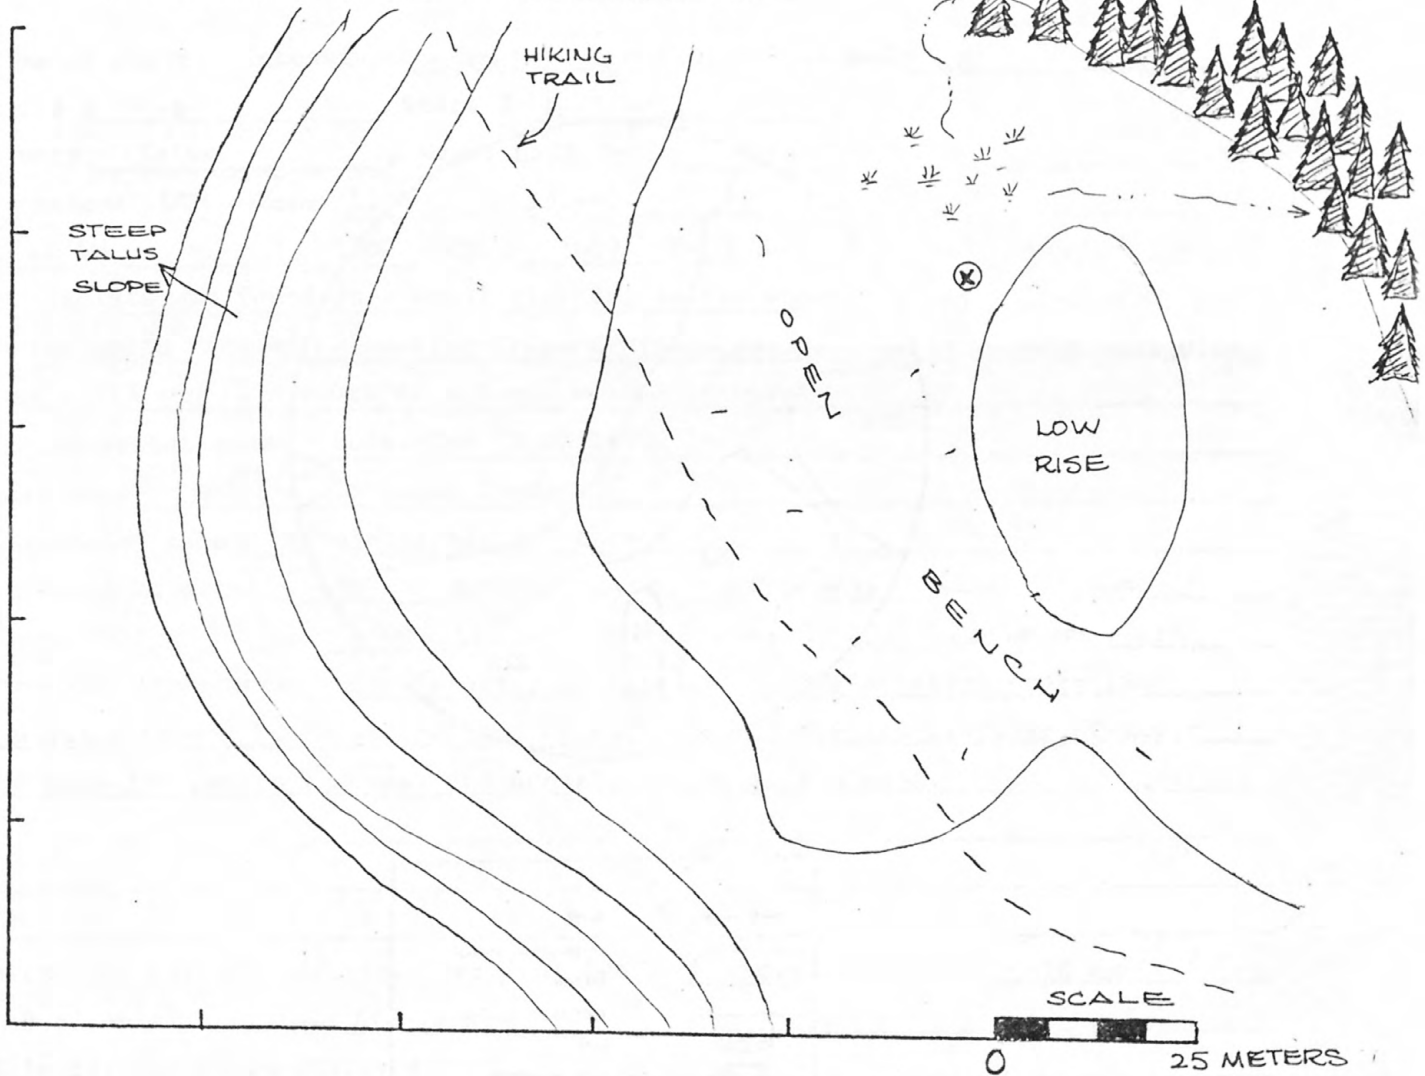 HIKING
TRAIL
STEEP
TALUS
SLOPE
OPEN
BENCH
LOW
RISE
SCALE
0 25 METERS